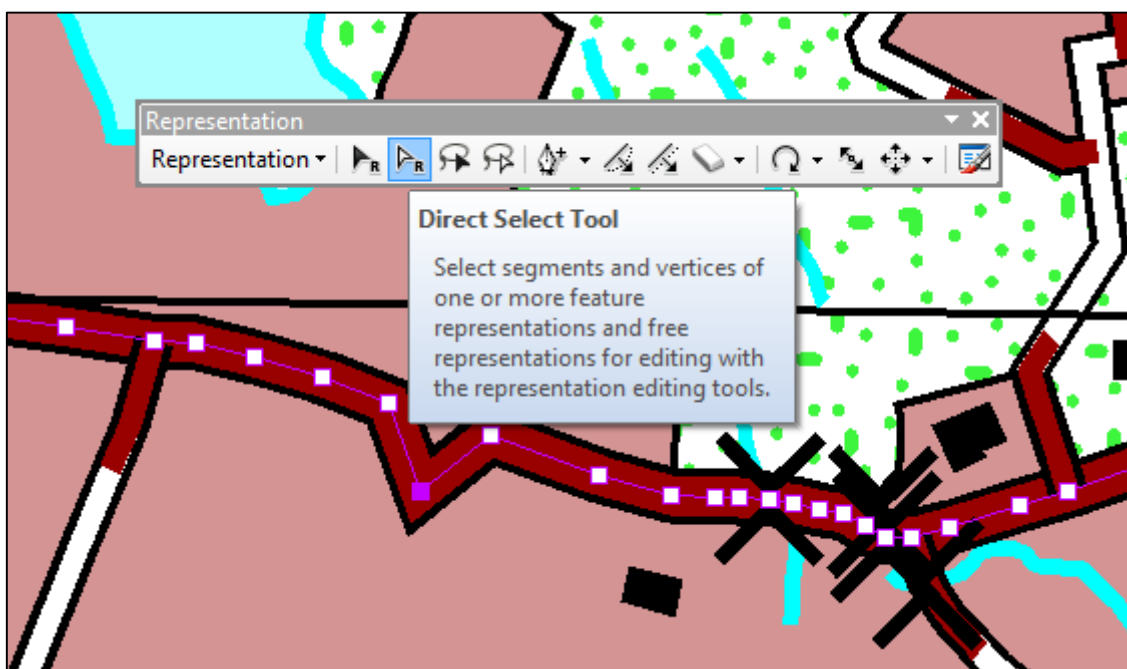 Representation
Representation
Direct Select Tool
Select segments and vertices of
one or more feature
representations and free
representations for editing with
the representation editing tools.